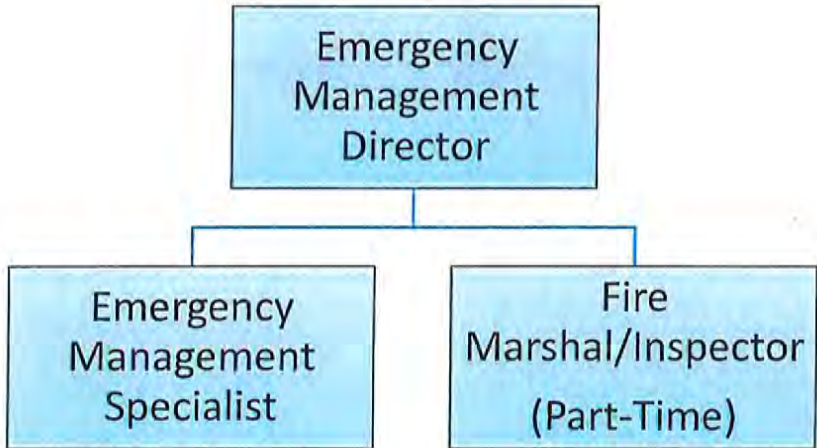 Emergency
Management
Director
Emergency
Management
Specialist
Fire
Marshal/Inspector
(Part-Time)